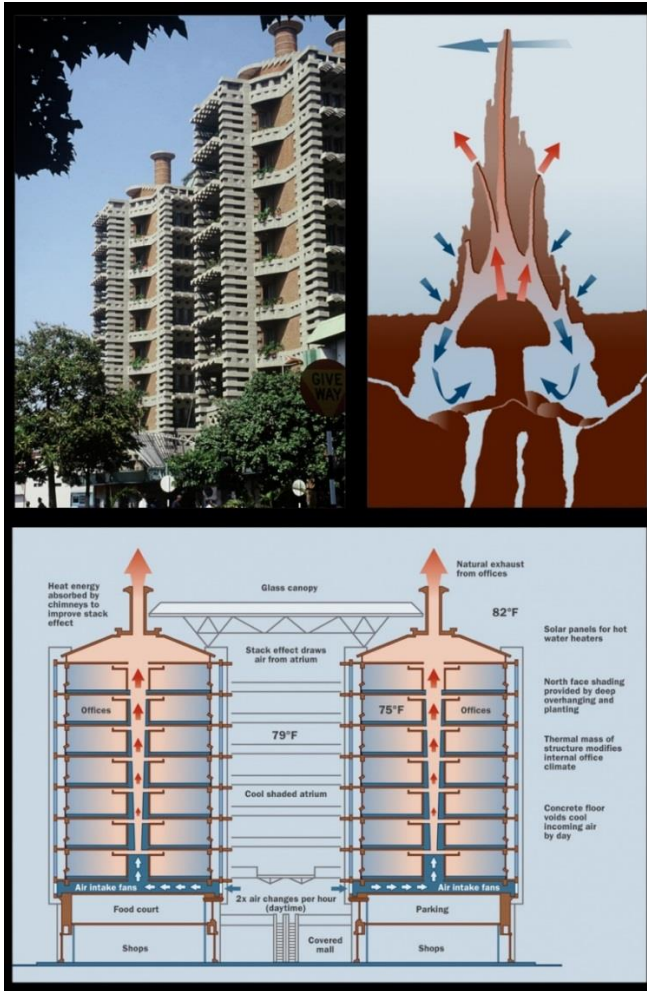 GIVE
WAY
Heat energy
absorbed by
chimneys to
improve stack
effect
Glass canopy
Natural exhaust
from offices
82°F
Solar panels for hot
water heaters
Stack effect draws
air from atrium
North face shading
provided by deep
overhanging and
planting
Offices
79°F
75°F
Offices
Thermal mass of
structure modifies
internal office
climate
Cool shaded atrium
Concrete floor
voids cool
incoming air
by day
Air intake fans
2x air changes per hour
(daytime)
Air intake fans
Food court
Parking
Shops
Covered
mall
Shops